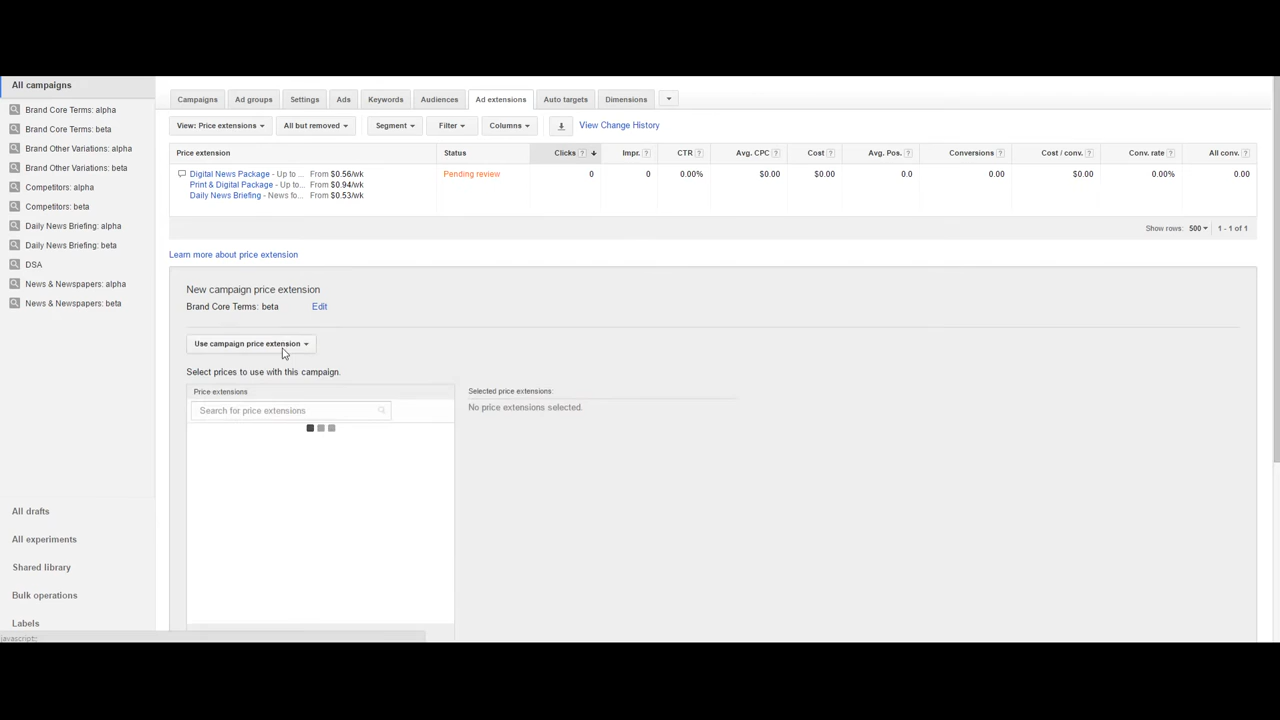 All campaigns
Brand Core Terms: alpha
Brand Core Terms: beta
Brand Other Variations: alpha
Brand Other Variations: beta
Competitors: alpha
Competitors: beta
Daily News Briefing: alpha
Daily News Briefing: beta
DSA
News & Newspapers: alpha
News & Newspapers: beta
All drafts
All experiments
Shared library
Bulk operations
Labels
javascript:
Campaigns Ad groups Settings Ads Keywords Audiences Ad extensions Auto targets Dimensions
View: Price extensions All but removed Segment Filter Columns View Change History
Price extension Status Clicks ? Impr. ? CTR ? Avg. CPC ? Cost ? Avg. Pos. ? Conversions ? Cost / conv. ? Conv. rate ? All conv. ?
Digital News Package - Up to ... From $0.56/wk Pending review 0 0 0.00% $0.00 $0.00 0.0 0.00 $0.00 0.00% 0.00
Print & Digital Package - Up to... From $0.94/wk
Daily News Briefing - News fo... From $0.53/wk
Show rows: 500 1 - 1 of 1
Learn more about price extension
New campaign price extension
Brand Core Terms: beta Edit
Use campaign price extension
Select prices to use with this campaign.
Price extensions
Search for price extensions
Selected price extensions:
No price extensions selected.